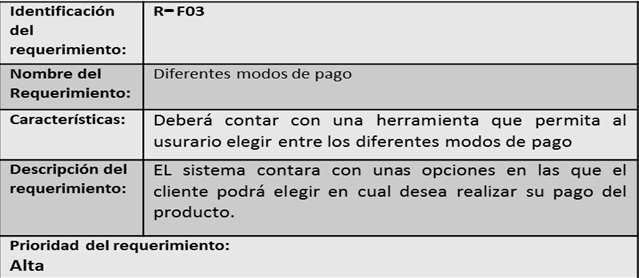 Identificación R– F03
del
requerimiento:
Nombre del Diferentes modos de pago
Requerimiento:
Características: Deberá contar con una herramienta que permita al
usurario elegir entre los diferentes modos de pago
Descripción del EL sistema contara con unas opciones en las que el
requerimiento: cliente podrá elegir en cual desea realizar su pago del
producto.
Prioridad del requerimiento:
Alta